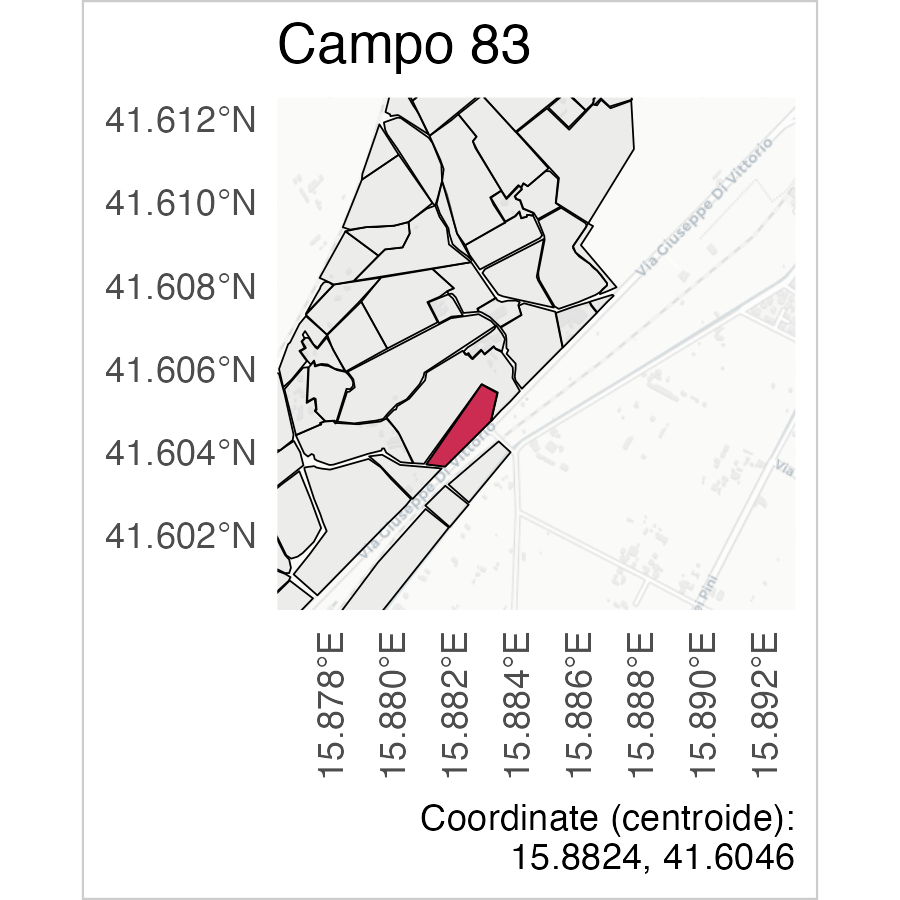 Campo 83
41.612°N
41.610°N
41.608°N
41.606°N
41.604°N
41.602°N
Via Giuseppe Di Vittorio
Via Giuseppe Di Vittorio
Via
ei Pini
15.878°E
15.880°E
15.882°E
15.884°E
15.886°E
15.888°E
15.890°E
15.892°E
Coordinate (centroide):
15.8824, 41.6046